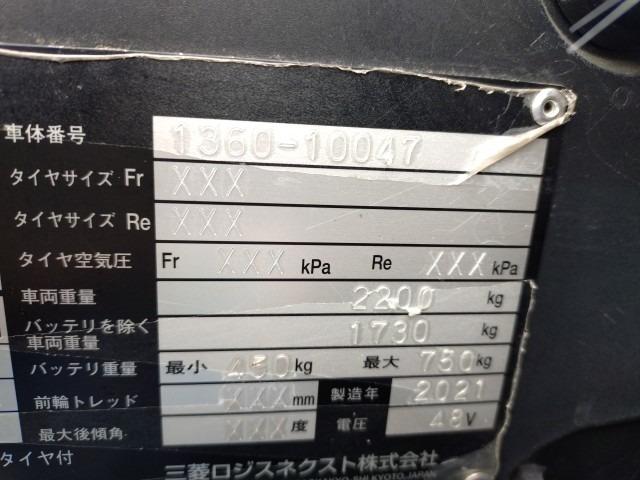 車体番号 1360-10047
タイヤサイズ Fr XXX
タイヤサイズ Re XXX
タイヤ空気圧 Fr XXX kPa Re XXX kPa
車両重量 2200 kg
バッテリを除く車両重量 1730 kg
バッテリ重量 最小 450 kg 最大 750 kg
前輪トレッド XXX mm 製造年 2021
最大後傾角 XXX 度 電圧 48 V
タイヤ付
三菱ロジスネクスト株式会社